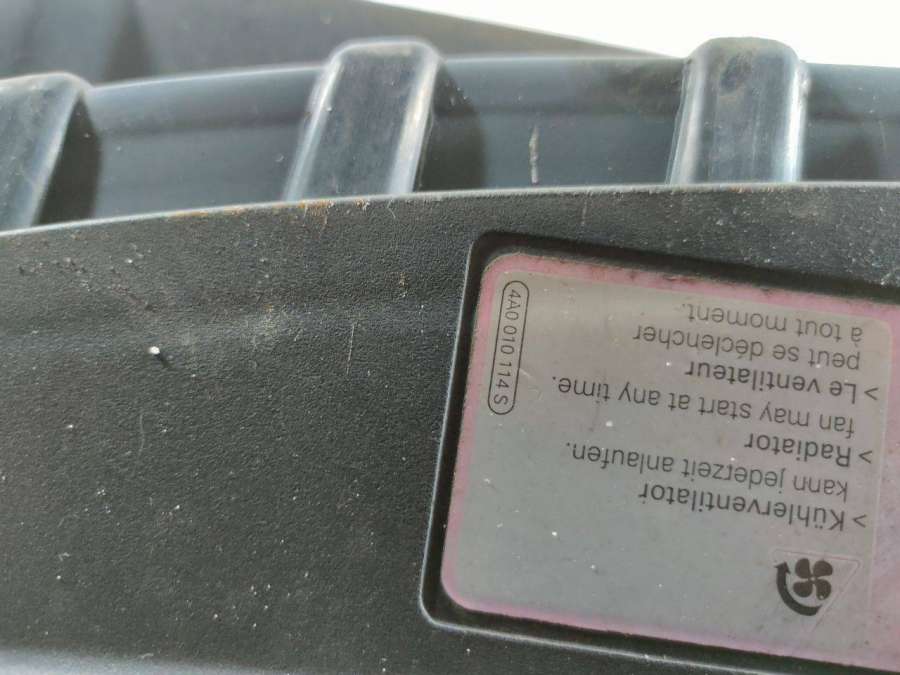 > Kühlerventilator
kann jederzeit anlaufen.
> Radiator
fan may start at any time.
> Le ventilateur
peut se déclencher
à tout moment.
4A0 010 114 S